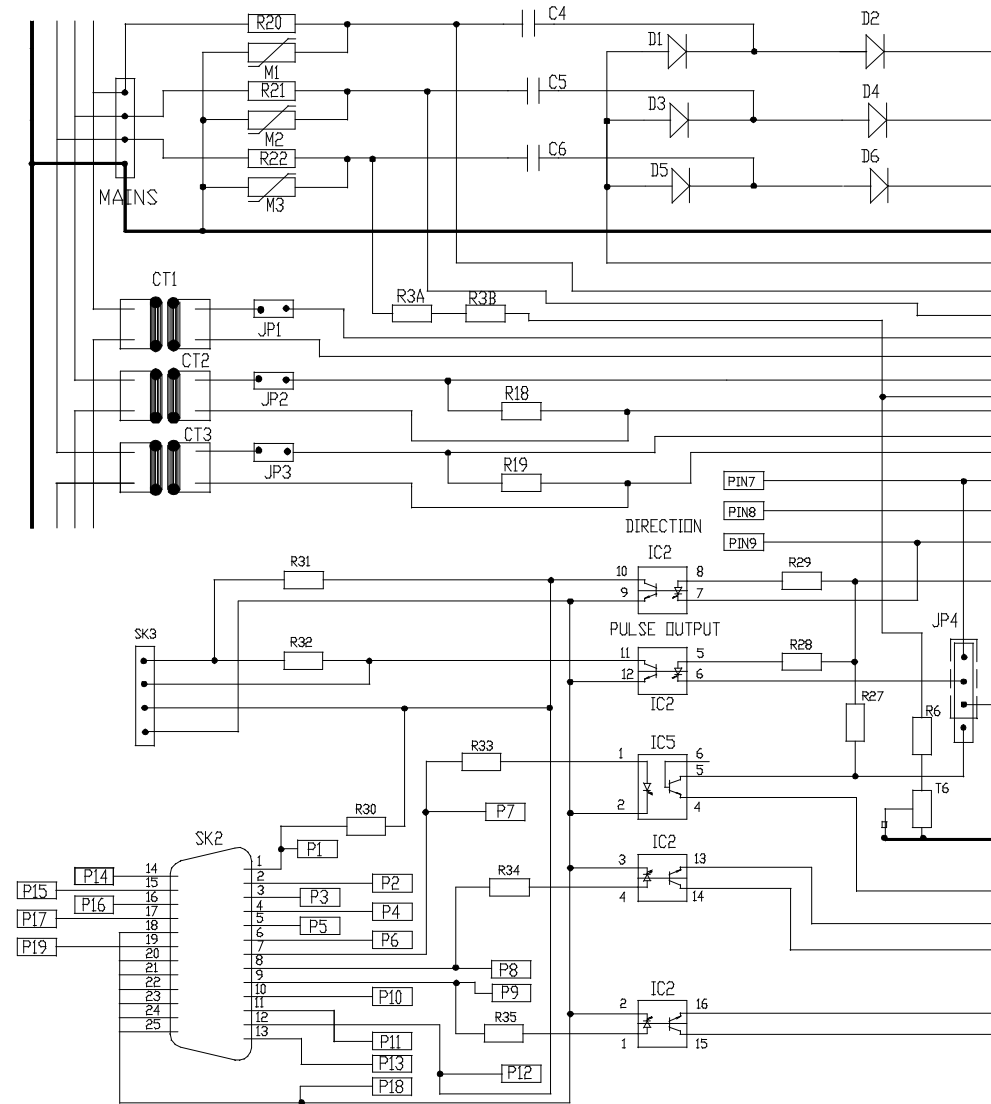 C4
D2
R20
D1
M1
R21
C5
D3
D4
M2
R22
C6
D5
D6
M3
MAINS
CT1
R3A
R3B
JP1
CT2
JP2
R18
CT3
JP3
R19
PIN7
PIN8
DIRECTION
PIN9
IC2
R31
10
8
R29
9
7
SK3
PULSE OUTPUT
JP4
R32
11
5
R28
12
6
IC2
R27
R6
R33
IC5
1
6
5
T6
2
4
R30
P7
SK2
P1
IC2
1
3
13
14
P14
2
P2
R34
4
14
15
P15
3
P3
16
P16
4
P4
17
P17
5
P5
18
6
P6
19
P19
7
20
8
P8
21
9
P9
22
10
P10
IC2
23
11
2
16
24
12
R35
25
13
P11
1
15
P13
P12
P18